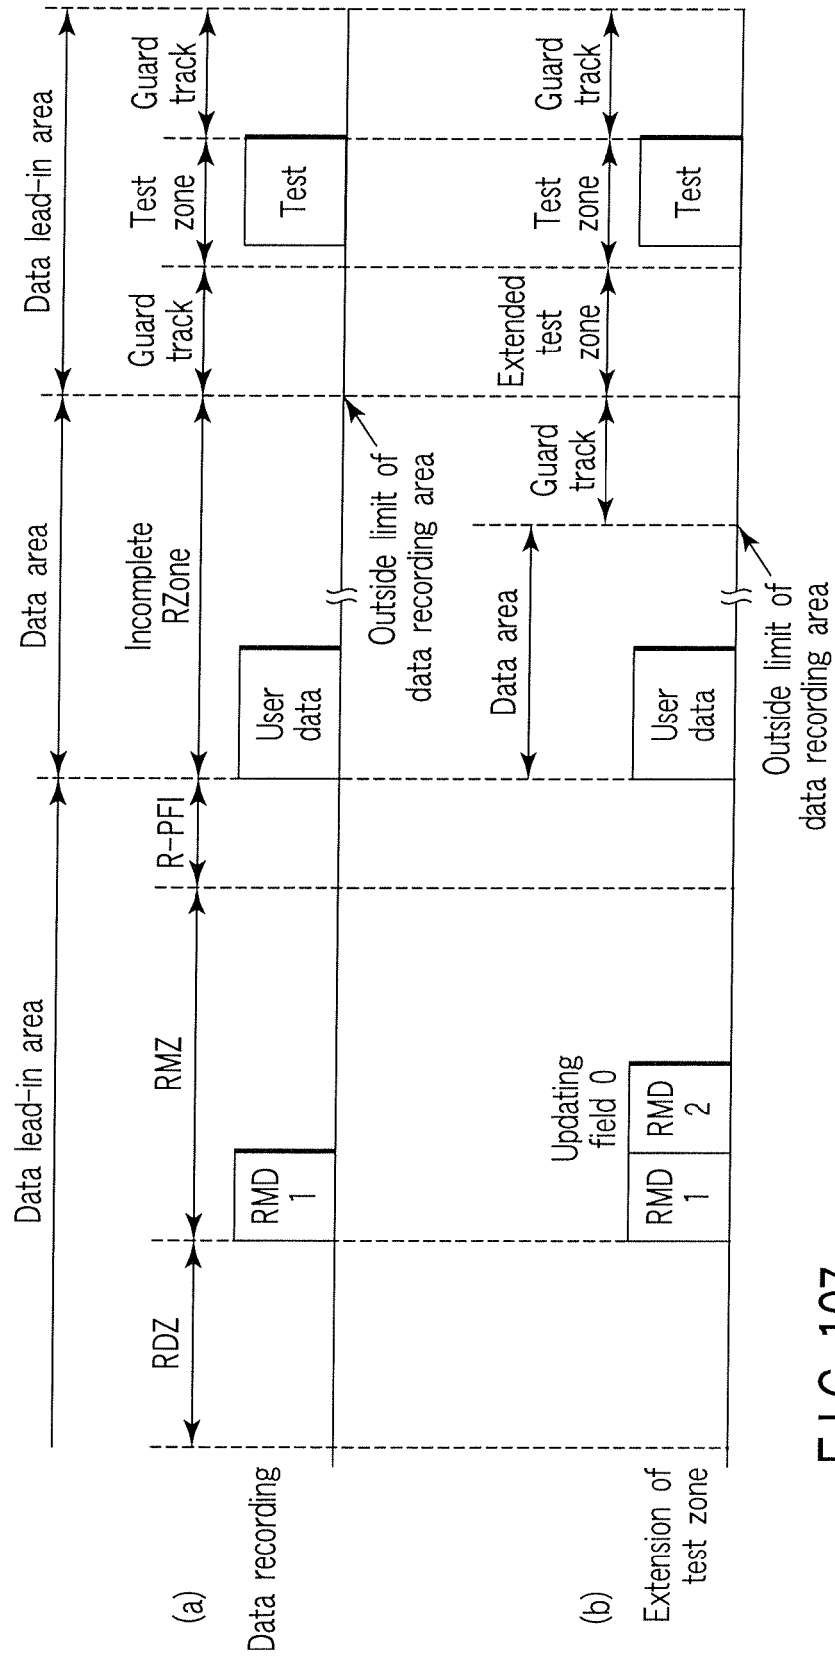 Data lead-in area
Data area
Data lead-in area
RDZ
RMZ
R-PFI
Incomplete
RZone
Guard
track
Test
zone
Guard
track
(a)
Data recording
RMD
1
User
data
Test
Outside limit of
data recording area
Data area
Guard
track
Extended
test
zone
Test
zone
Guard
track
(b)
Extension of
test zone
Updating
field 0
RMD
1
RMD
2
User
data
Test
Outside limit of
data recording area
FIG. 107